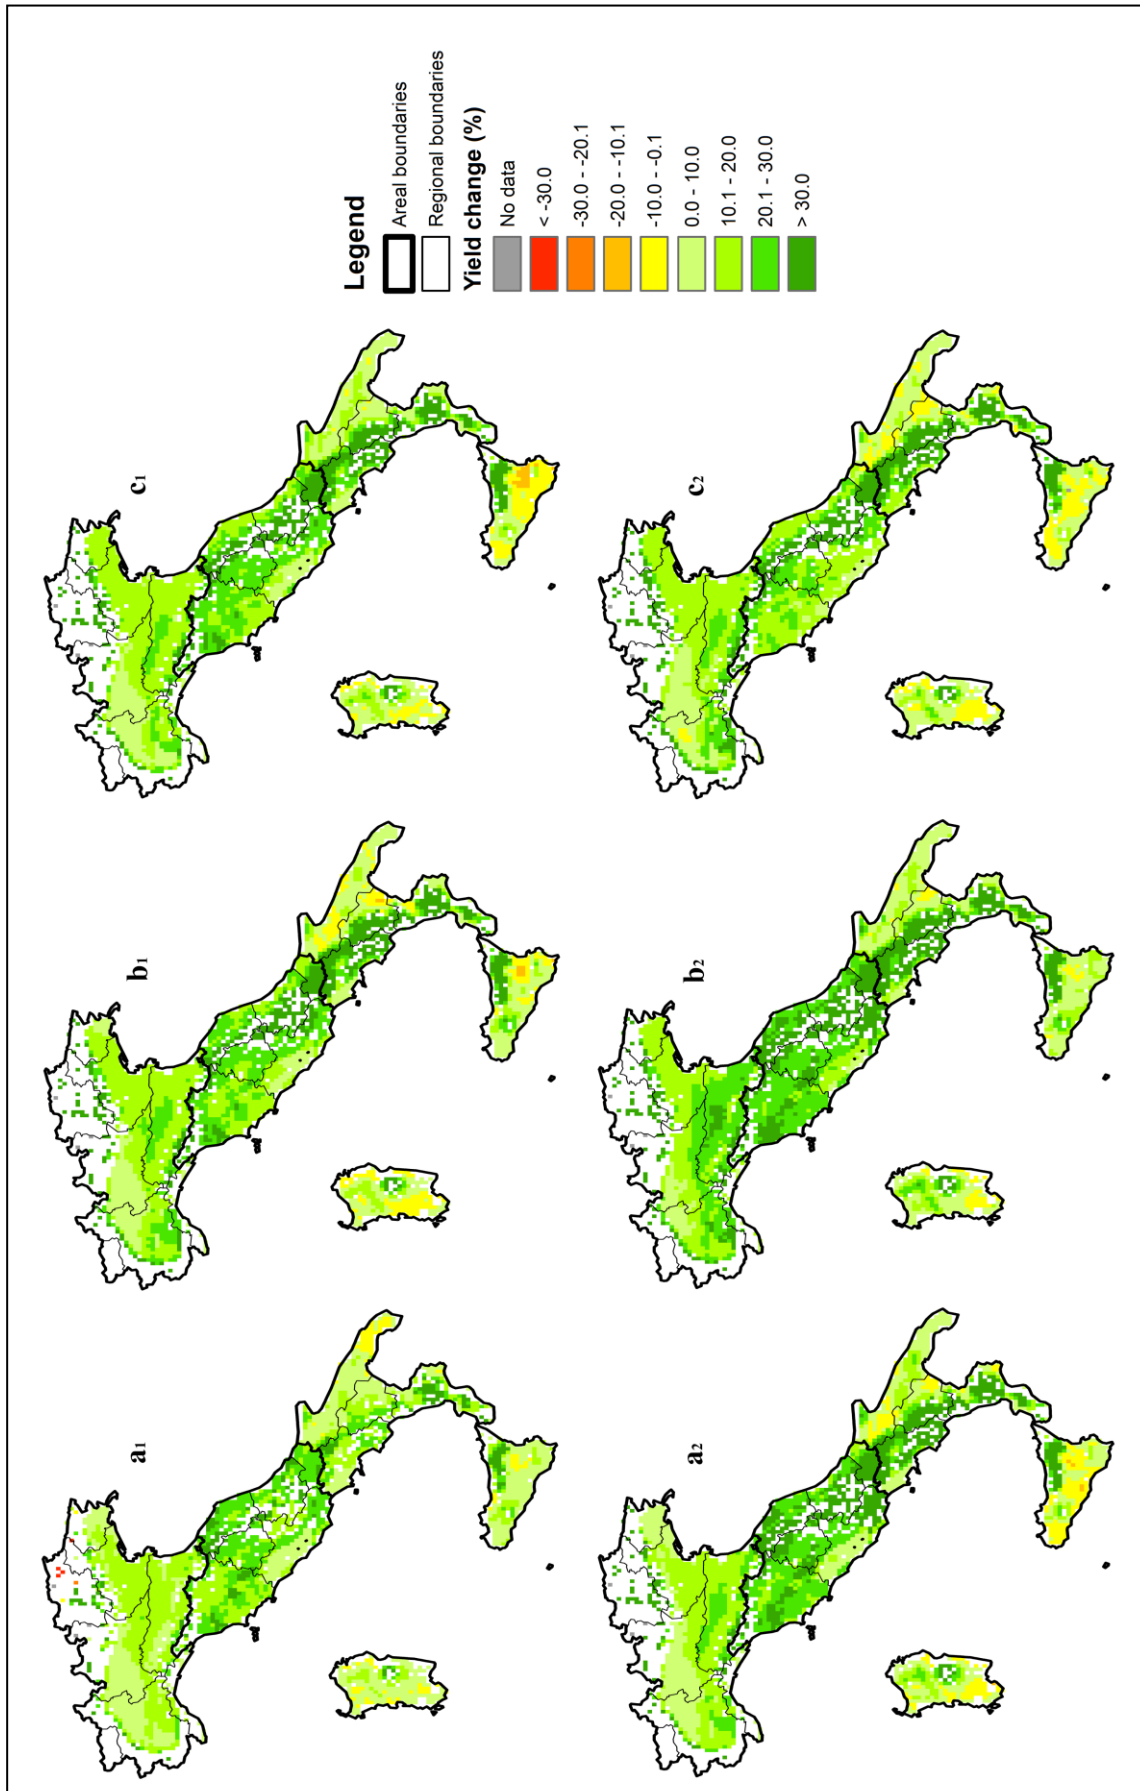 a1
b1
c1
a2
b2
c2
Legend
Areal boundaries
Regional boundaries
Yield change (%)
No data
< -30.0
-30.0 - -20.1
-20.0 - -10.1
-10.0 - -0.1
0.0 - 10.0
10.1 - 20.0
20.1 - 30.0
> 30.0